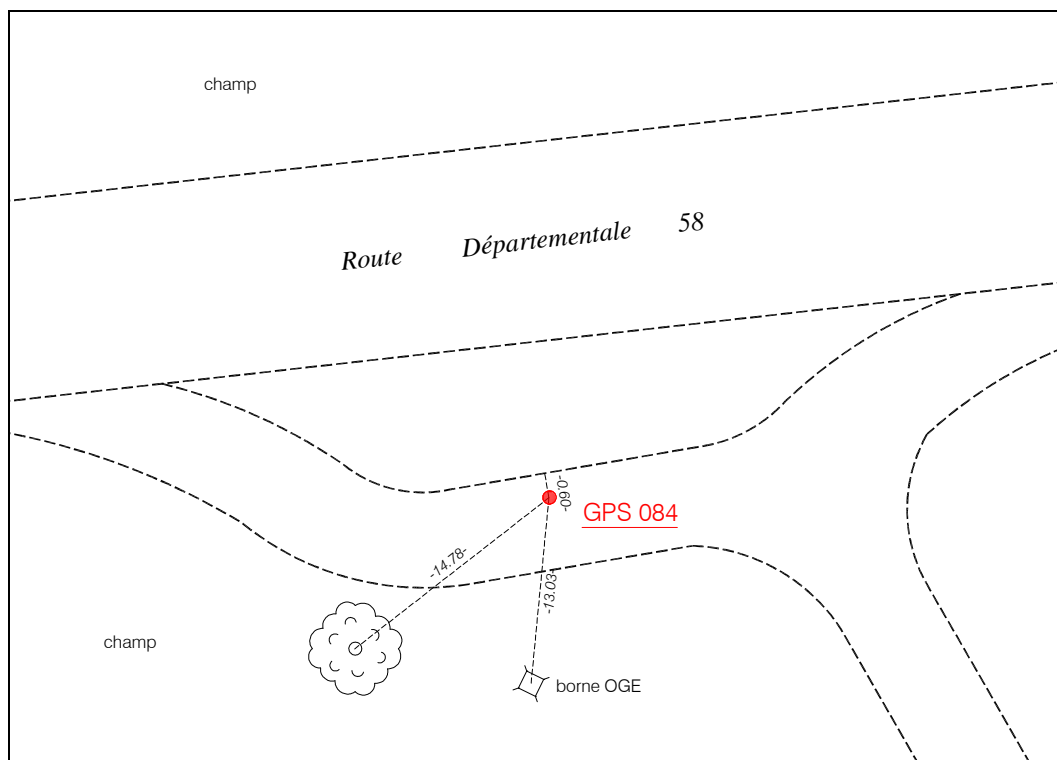 champ
Route Départementale 58
-0.60-
GPS 084
-14.78-
-13.03-
champ
borne OGE